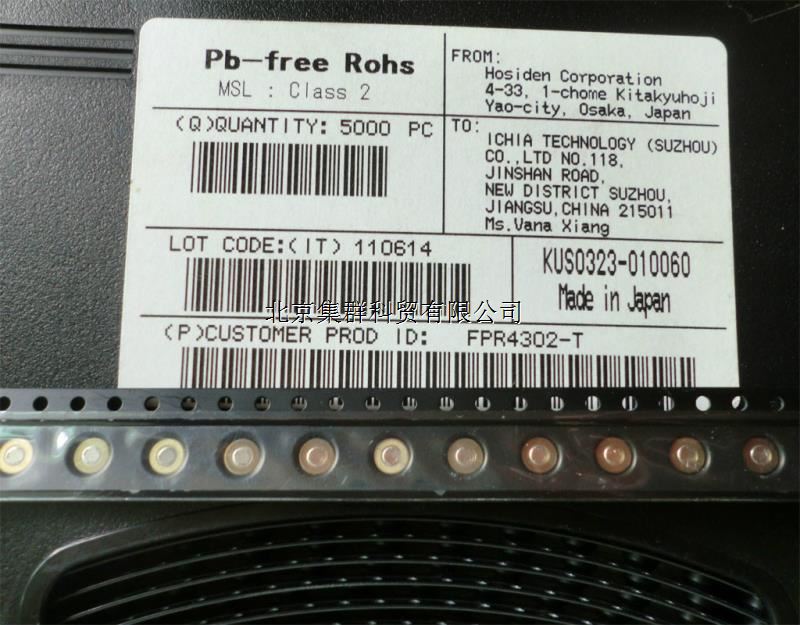 Pb-free Rohs
MSL : Class 2
(Q)QUANTITY: 5000 PC
FROM:
Hosiden Corporation
4-33, 1-chome Kitakyuhoji
Yao-city, Osaka, Japan
TO:
ICHIA TECHNOLOGY (SUZHOU)
CO.,LTD NO.118,
JINSHAN ROAD,
NEW DISTRICT SUZHOU,
JIANGSU,CHINA 215011
Ms.Vana Xiang
LOT CODE:(IT) 110614
KUS0323-010060
Made in Japan
北京集群科贸有限公司
(P)CUSTOMER PROD ID: FPR4302-T